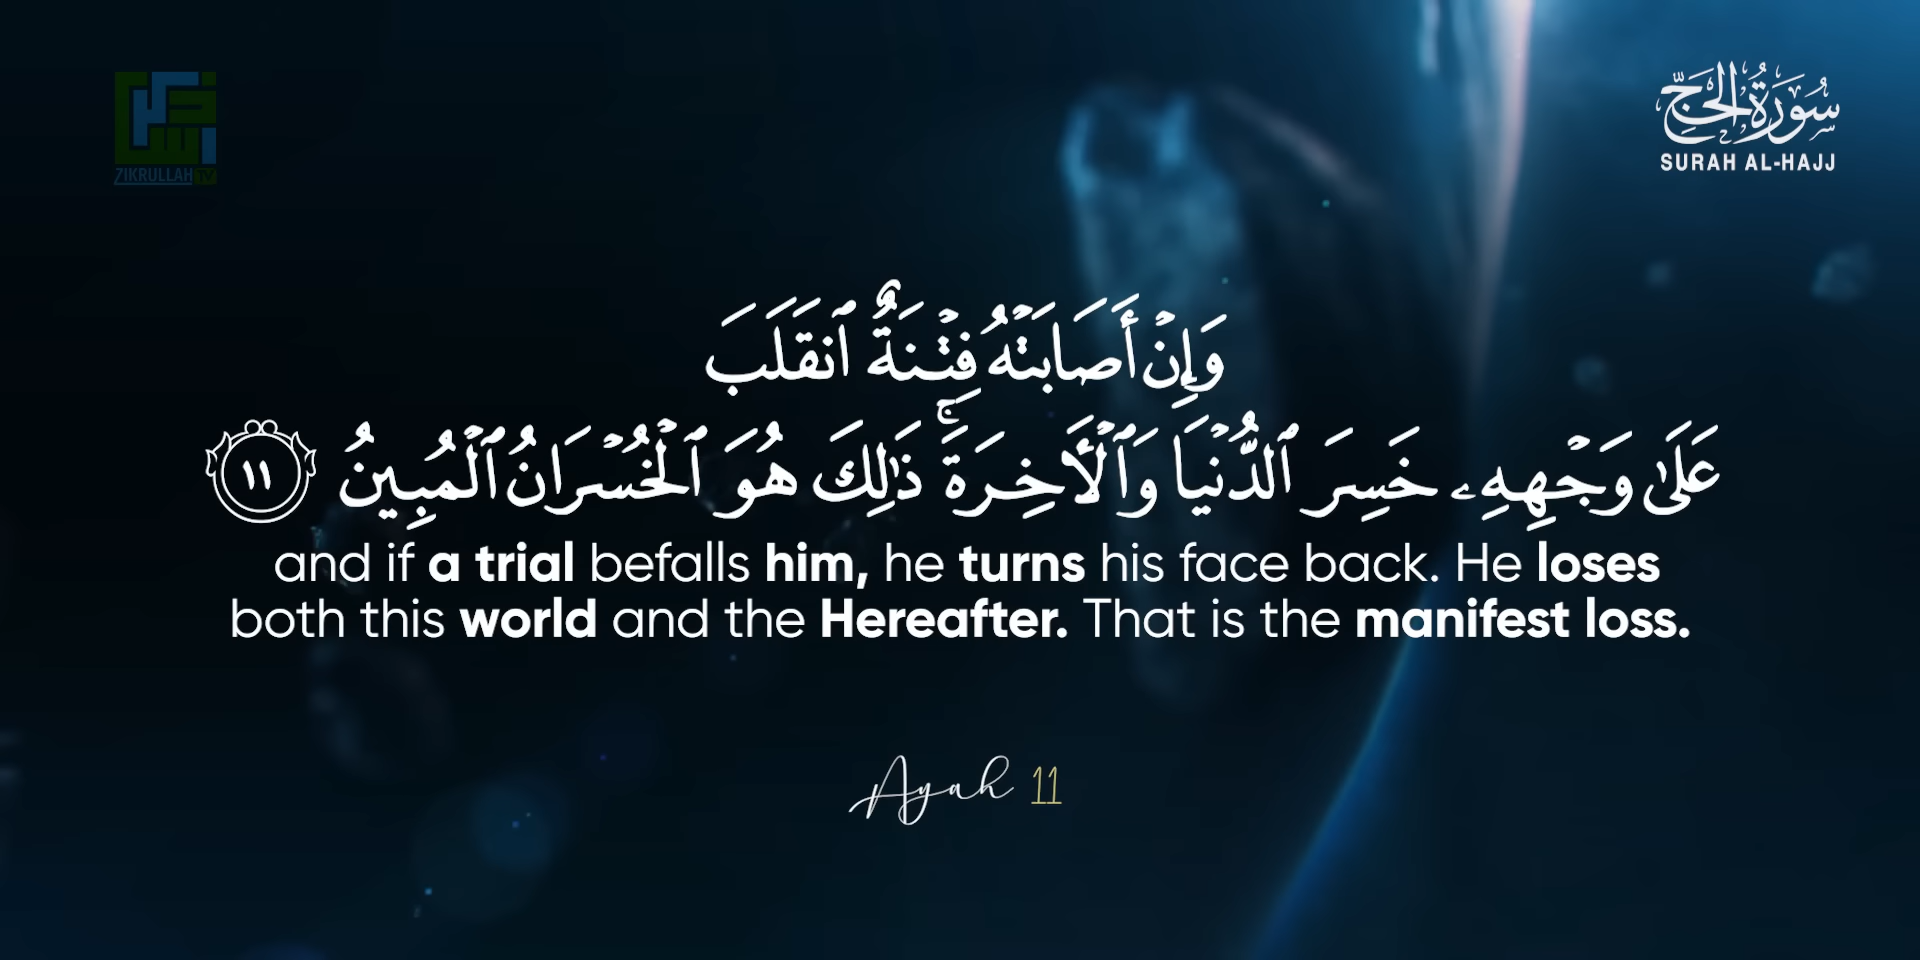 ZIKRULLAH TV
سُورَةُ الحَجِّ
SURAH AL-HAJJ
وَإِنْ أَصَابَتْهُ فِتْنَةٌ ٱنقَلَبَ
عَلَىٰ وَجْهِهِۦ خَسِرَ ٱلدُّنْيَا وَٱلْأَخِرَةَ ۚ ذَٰلِكَ هُوَ ٱلْخُسْرَانُ ٱلْمُبِينُ ١١
and if a trial befalls him, he turns his face back. He loses
both this world and the Hereafter. That is the manifest loss.
Ayah 11